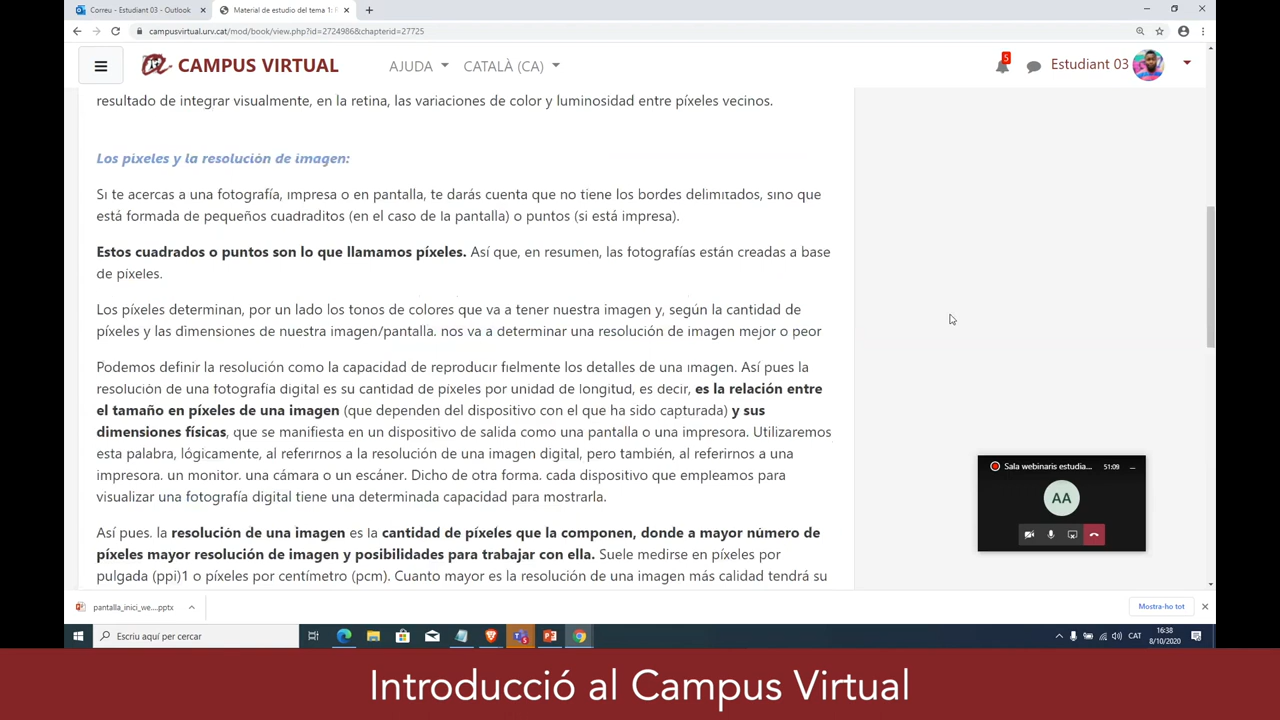 Correu - Estudiant 03 - Outlook
Material de estudio del tema 1:
campusvirtual.urv.cat/mod/book/view.php?id=2724986&chapterid=27725
CAMPUS VIRTUAL
AJUDA
CATALÀ (CA)
5
Estudiant 03
resultado de integrar visualmente, en la retina, las variaciones de color y luminosidad entre píxeles vecinos.
Los píxeles y la resolución de imagen:
Si te acercas a una fotografía, impresa o en pantalla, te darás cuenta que no tiene los bordes delimitados, sino que
está formada de pequeños cuadraditos (en el caso de la pantalla) o puntos (si está impresa).
Estos cuadrados o puntos son lo que llamamos píxeles. Así que, en resumen, las fotografías están creadas a base
de píxeles.
Los píxeles determinan, por un lado los tonos de colores que va a tener nuestra imagen y, según la cantidad de
píxeles y las dimensiones de nuestra imagen/pantalla, nos va a determinar una resolución de imagen mejor o peor
Podemos definir la resolución como la capacidad de reproducir fielmente los detalles de una imagen. Así pues la
resolución de una fotografía digital es su cantidad de píxeles por unidad de longitud, es decir, es la relación entre
el tamaño en píxeles de una imagen (que dependen del dispositivo con el que ha sido capturada) y sus
dimensiones físicas, que se manifiesta en un dispositivo de salida como una pantalla o una impresora. Utilizaremos
esta palabra, lógicamente, al referirnos a la resolución de una imagen digital, pero también, al referirnos a una
impresora, un monitor, una cámara o un escáner. Dicho de otra forma, cada dispositivo que empleamos para
visualizar una fotografía digital tiene una determinada capacidad para mostrarla.
Así pues, la resolución de una imagen es la cantidad de píxeles que la componen, donde a mayor número de
píxeles mayor resolución de imagen y posibilidades para trabajar con ella. Suele medirse en píxeles por
pulgada (ppi)1 o píxeles por centímetro (pcm). Cuanto mayor es la resolución de una imagen más calidad tendrá su
Sala webinaris estudia...
51:09
AA
pantalla_inici_we....pptx
Mostra-ho tot
Escriu aquí per cercar
CAT
16:38
8/10/2020
Introducció al Campus Virtual